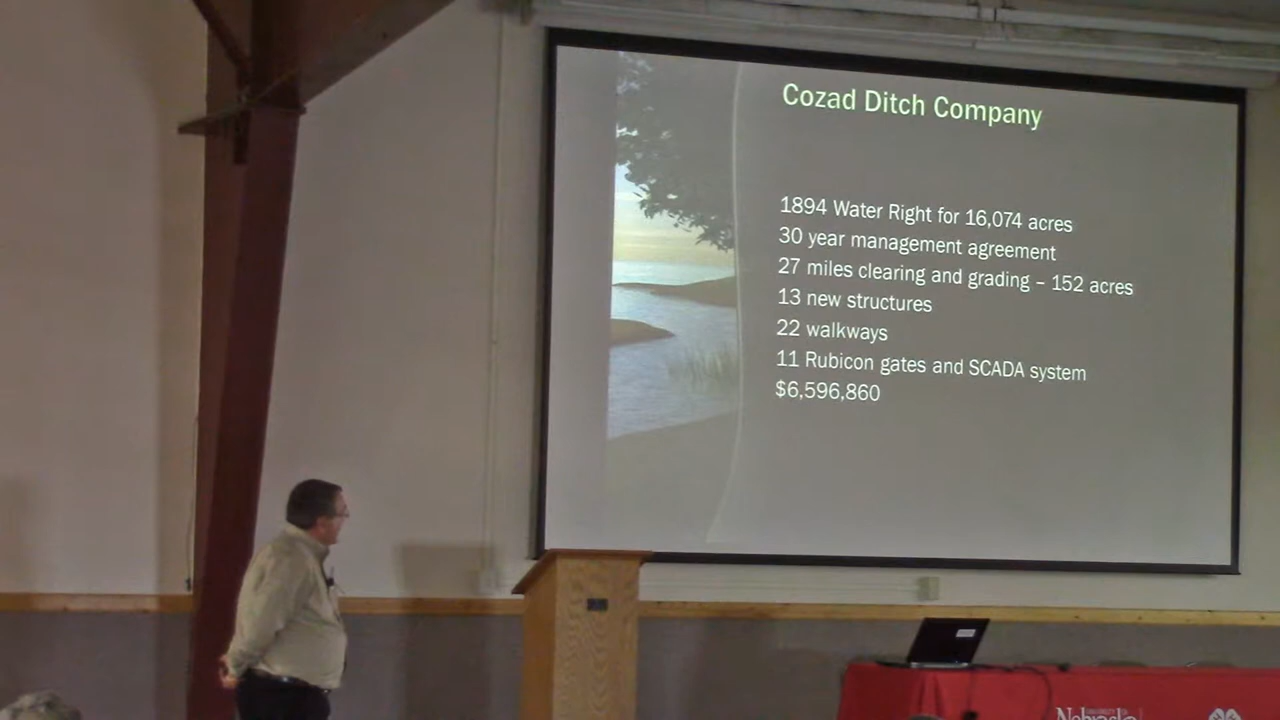 Cozad Ditch Company
1894 Water Right for 16,074 acres
30 year management agreement
27 miles clearing and grading – 152 acres
13 new structures
22 walkways
11 Rubicon gates and SCADA system
$6,596,860
Nebraska